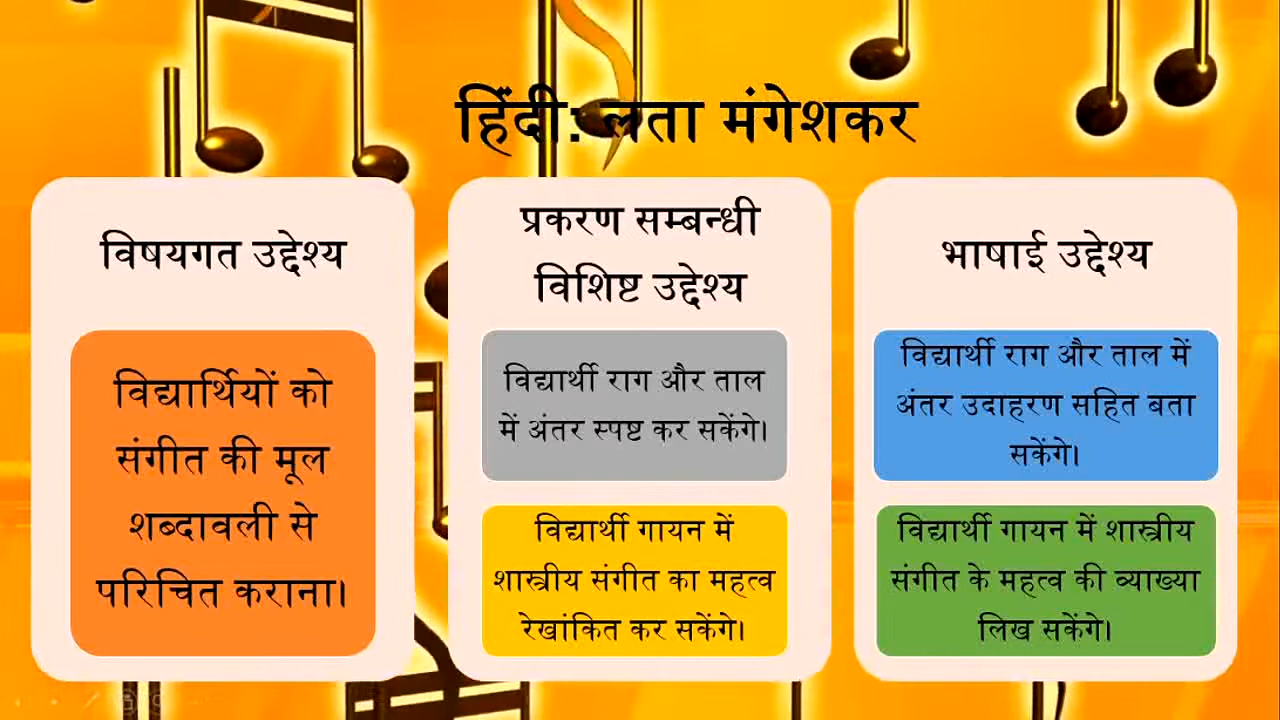 हिंदी: लता मंगेशकर
विषयगत उद्देश्य
विद्यार्थियों को
संगीत की मूल
शब्दावली से
परिचित कराना।
प्रकरण सम्बन्धी
विशिष्ट उद्देश्य
विद्यार्थी राग और ताल
में अंतर स्पष्ट कर सकेंगे।
विद्यार्थी गायन में
शास्त्रीय संगीत का महत्व
रेखांकित कर सकेंगे।
भाषाई उद्देश्य
विद्यार्थी राग और ताल में
अंतर उदाहरण सहित बता
सकेंगे।
विद्यार्थी गायन में शास्त्रीय
संगीत के महत्व की व्याख्या
लिख सकेंगे।